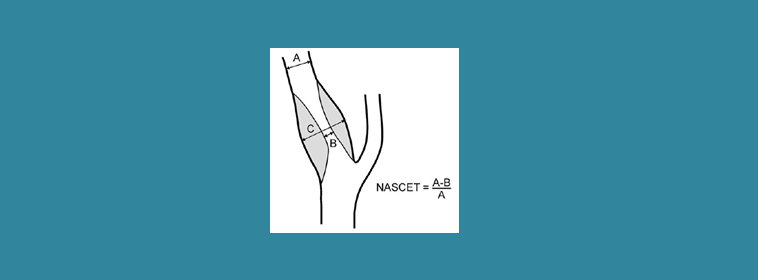 A
C
B
NASCET = A-B
A